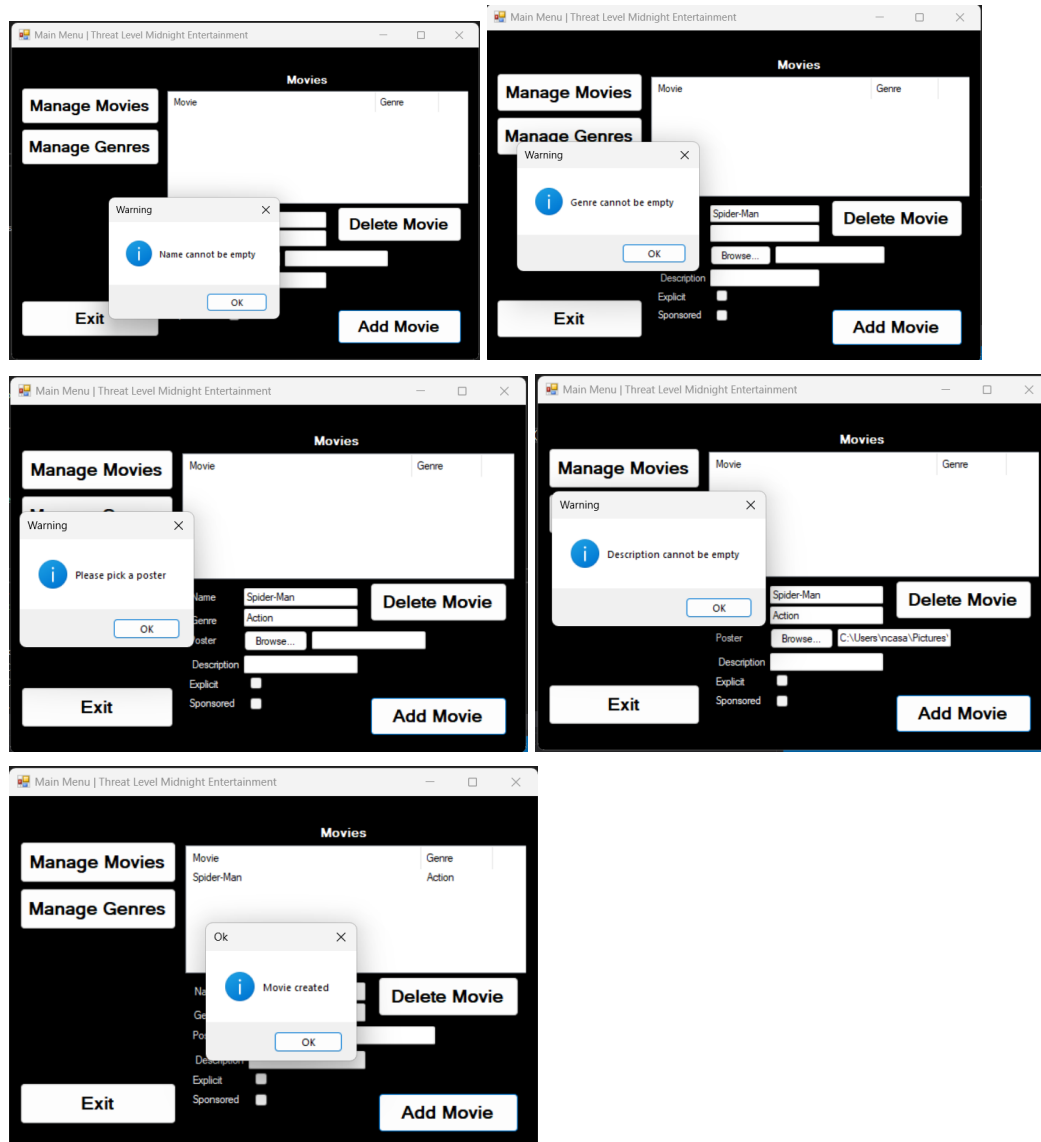 Main Menu | Threat Level Midnight Entertainment
Movies
Manage Movies
Movie Genre
Manage Genres
Warning
Name cannot be empty
OK
Delete Movie
Exit
Add Movie
Main Menu | Threat Level Midnight Entertainment
Movies
Manage Movies
Movie Genre
Manage Genres
Warning
Genre cannot be empty
OK
Spider-Man
Delete Movie
Browse...
Description
Explicit
Sponsored
Exit
Add Movie
Main Menu | Threat Level Midnight Entertainment
Movies
Manage Movies
Movie Genre
Warning
Please pick a poster
OK
Name Spider-Man
Genre Action
Delete Movie
Poster Browse...
Description
Explicit
Sponsored
Exit
Add Movie
Main Menu | Threat Level Midnight Entertainment
Movies
Manage Movies
Movie Genre
Warning
Description cannot be empty
OK
Spider-Man
Action
Delete Movie
Poster Browse... C:\Users\ncasa\Pictures\
Description
Explicit
Sponsored
Exit
Add Movie
Main Menu | Threat Level Midnight Entertainment
Movies
Manage Movies
Movie Genre
Spider-Man Action
Manage Genres
Ok
Movie created
OK
Delete Movie
Description
Explicit
Sponsored
Exit
Add Movie